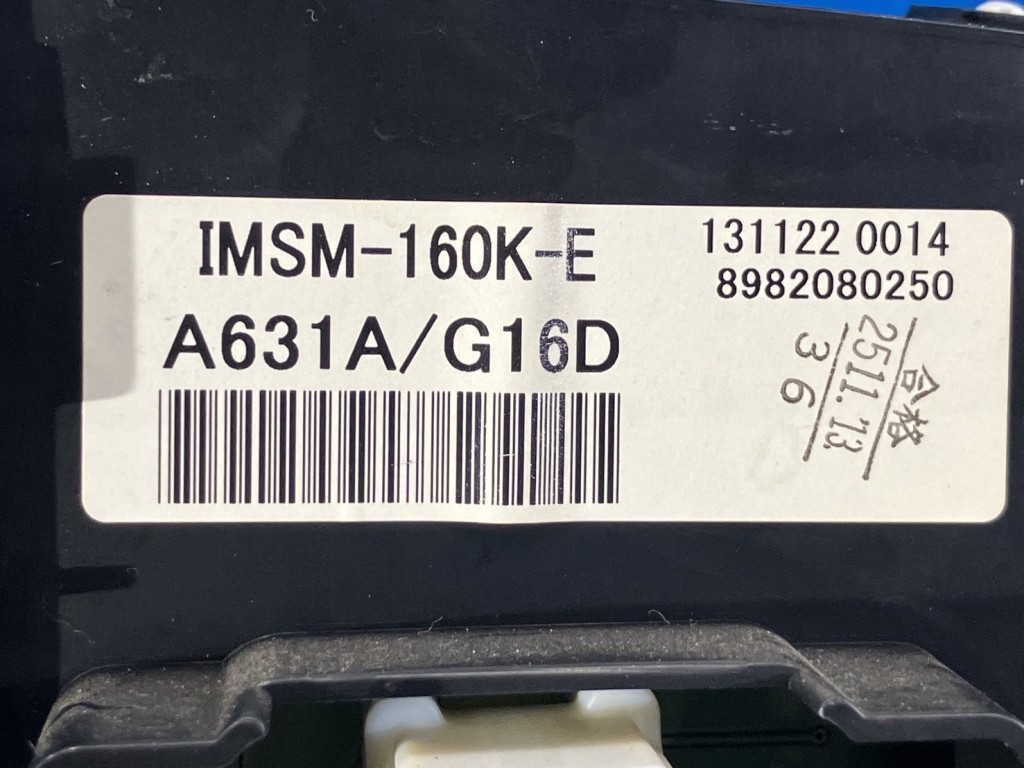 IMSM-160K-E
A631A/G16D
131122 0014
8982080250
合格
25 11.'13
36